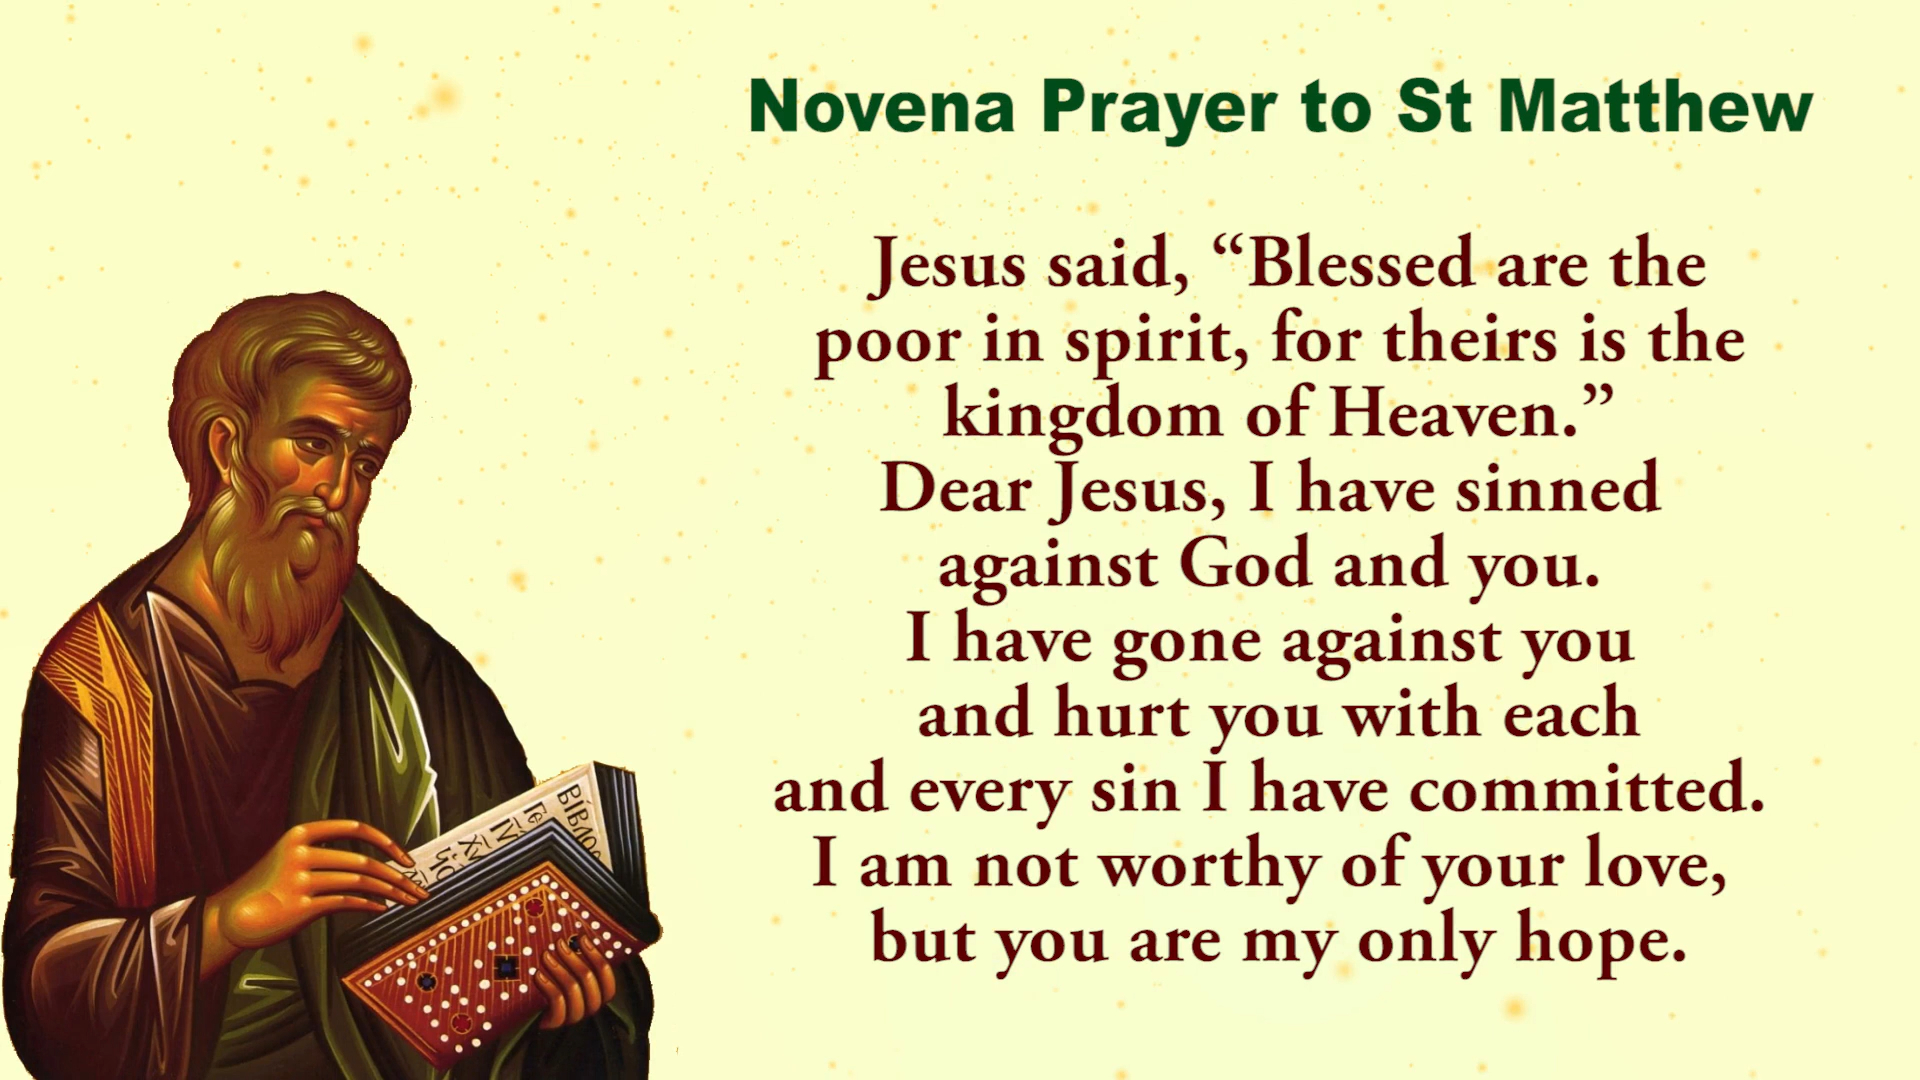 Novena Prayer to St Matthew
Jesus said, “Blessed are the
poor in spirit, for theirs is the
kingdom of Heaven.”
Dear Jesus, I have sinned
against God and you.
I have gone against you
and hurt you with each
and every sin I have committed.
I am not worthy of your love,
but you are my only hope.
ΒΙΒΛΟC
Γε